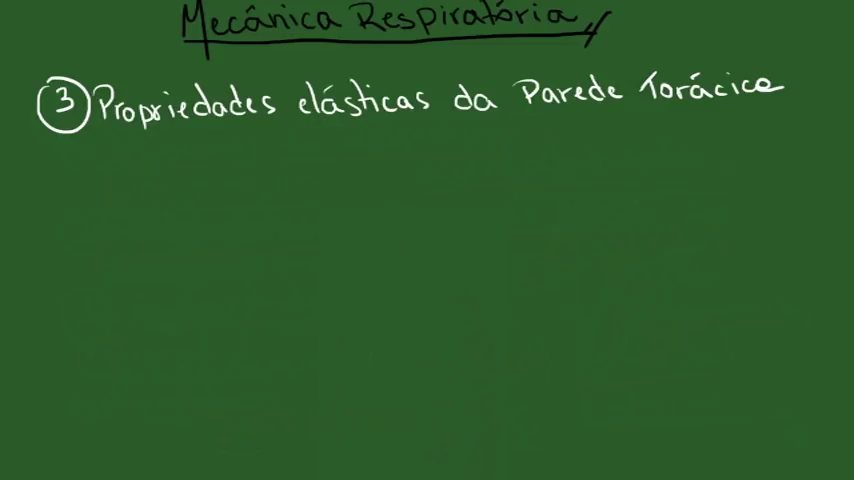 Mecânica Respiratória
3 Propriedades elásticas da Parede Torácica